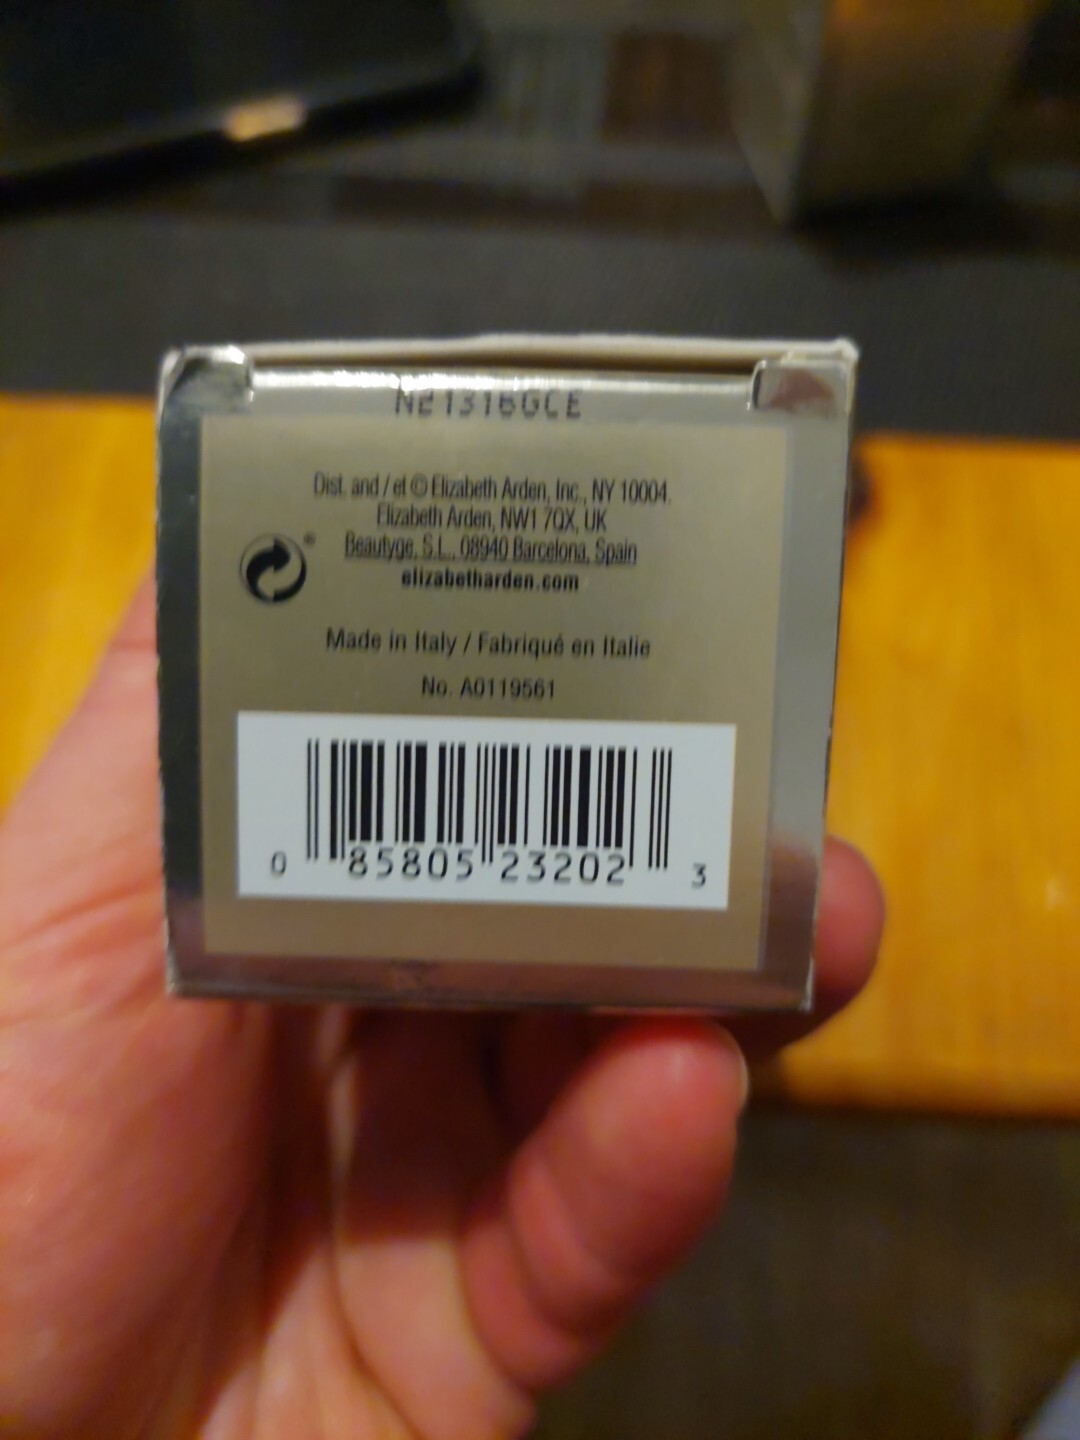 Dist. and / et © Elizabeth Arden, Inc., NY 10004.
Elizabeth Arden, NW1 7QX, UK
Beautyge, S.L., 08940 Barcelona, Spain
elizabetharden.com
Made in Italy / Fabriqué en Italie
No. A0119561
0 85805 23202 3